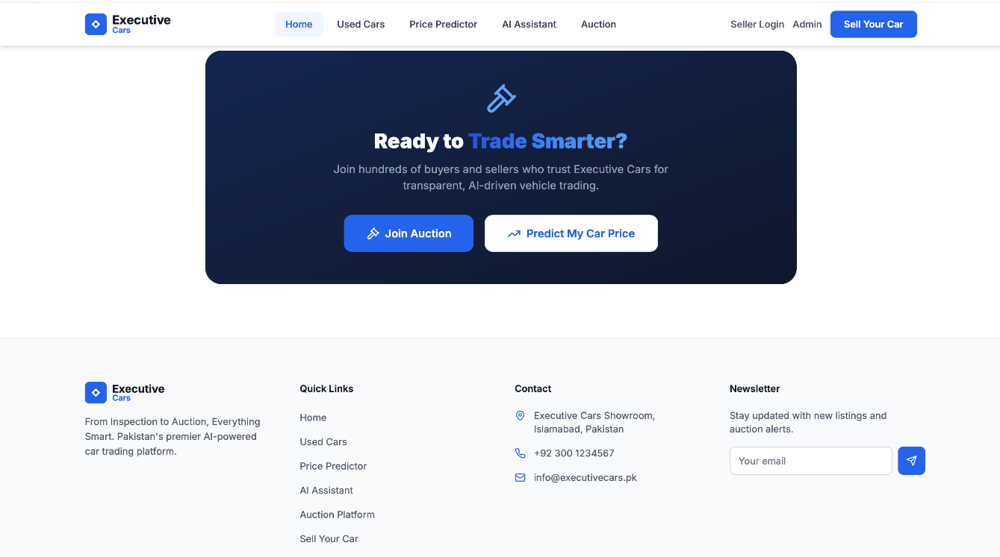 Executive
Cars
Home
Used Cars
Price Predictor
AI Assistant
Auction
Seller Login
Admin
Sell Your Car
Ready to Trade Smarter?
Join hundreds of buyers and sellers who trust Executive Cars for
transparent, AI-driven vehicle trading.
Join Auction
Predict My Car Price
Executive
Cars
From Inspection to Auction, Everything
Smart. Pakistan's premier AI-powered
car trading platform.
Quick Links
Home
Used Cars
Price Predictor
AI Assistant
Auction Platform
Sell Your Car
Contact
Executive Cars Showroom,
Islamabad, Pakistan
+92 300 1234567
info@executivecars.pk
Newsletter
Stay updated with new listings and
auction alerts.
Your email